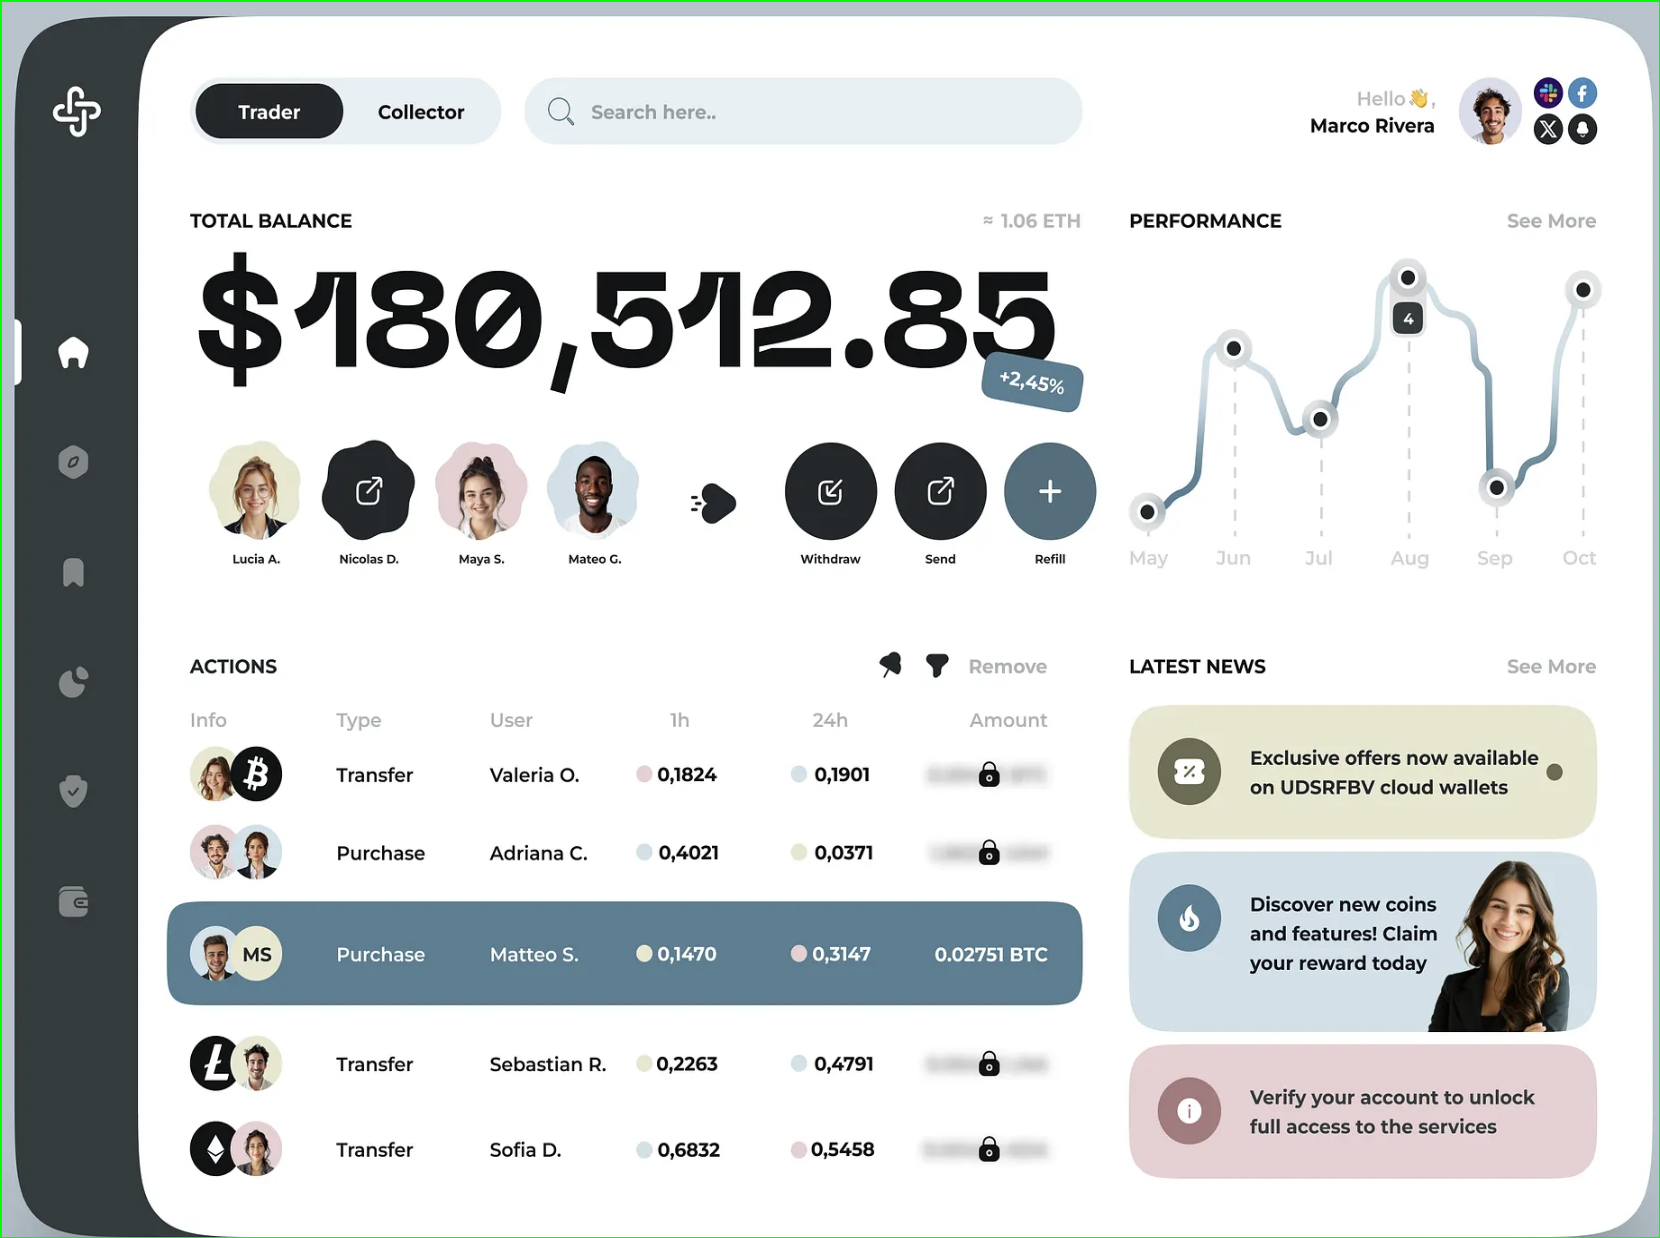 Trader
Collector
Search here..
Hello👋,
Marco Rivera
TOTAL BALANCE
≈ 1.06 ETH
$180,512.85
+2,45%
Lucia A.
Nicolas D.
Maya S.
Mateo G.
Withdraw
Send
Refill
PERFORMANCE
See More
4
May Jun Jul Aug Sep Oct
ACTIONS
Remove
Info Type User 1h 24h Amount
Transfer Valeria O. 0,1824 0,1901
Purchase Adriana C. 0,4021 0,0371
MS Purchase Matteo S. 0,1470 0,3147 0.02751 BTC
Transfer Sebastian R. 0,2263 0,4791
Transfer Sofia D. 0,6832 0,5458
LATEST NEWS
See More
Exclusive offers now available
on UDSRFBV cloud wallets
Discover new coins
and features! Claim
your reward today
Verify your account to unlock
full access to the services